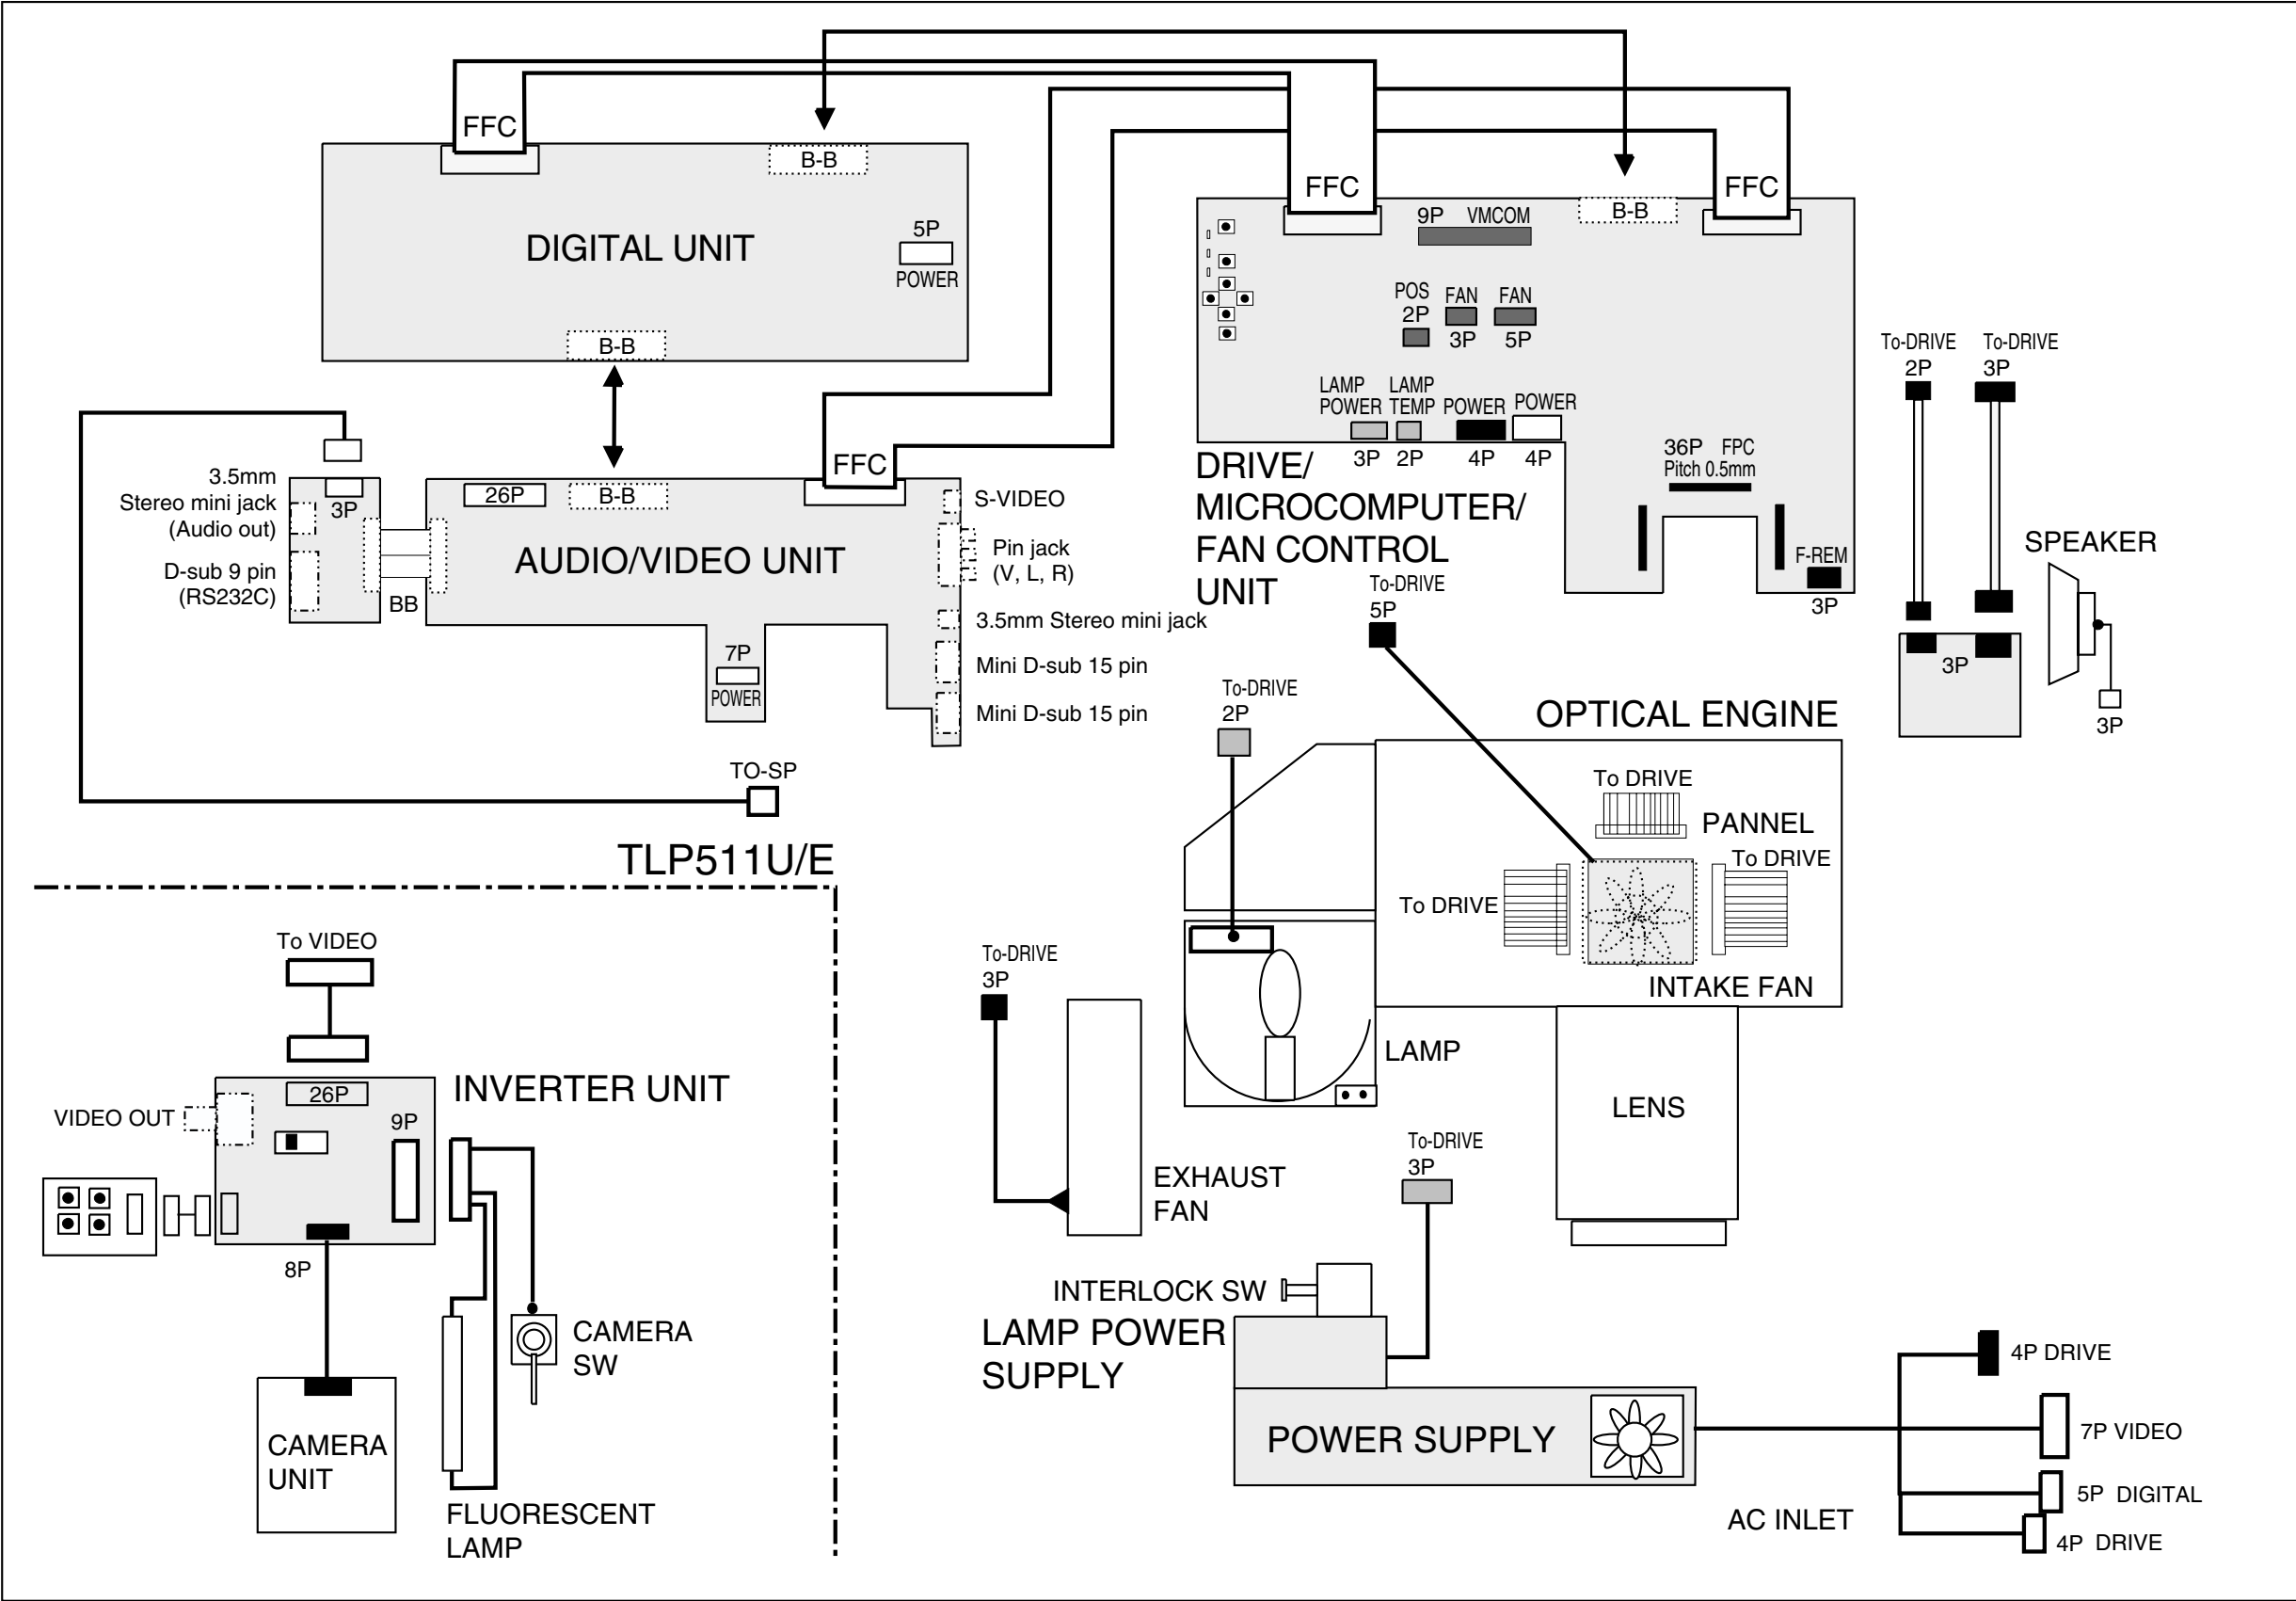 FFC
B-B
DIGITAL UNIT
5P
POWER
B-B
FFC
B-B
FFC
9P VMCOM
POS
2P
FAN
3P
FAN
5P
LAMP
POWER
3P
LAMP
TEMP
2P
POWER
4P
POWER
4P
36P FPC
Pitch 0.5mm
F-REM
3P
DRIVE/
MICROCOMPUTER/
FAN CONTROL
UNIT
To-DRIVE
2P
To-DRIVE
3P
3P
SPEAKER
3P
3.5mm
Stereo mini jack
(Audio out)
D-sub 9 pin
(RS232C)
3P
BB
26P
B-B
FFC
AUDIO/VIDEO UNIT
7P
POWER
S-VIDEO
Pin jack
(V, L, R)
3.5mm Stereo mini jack
Mini D-sub 15 pin
Mini D-sub 15 pin
TO-SP
TLP511U/E
To-DRIVE
5P
To-DRIVE
2P
OPTICAL ENGINE
To DRIVE
PANNEL
To DRIVE
To DRIVE
INTAKE FAN
LAMP
LENS
To-DRIVE
3P
EXHAUST
FAN
To-DRIVE
3P
INTERLOCK SW
LAMP POWER
SUPPLY
POWER SUPPLY
AC INLET
4P DRIVE
7P VIDEO
5P DIGITAL
4P DRIVE
To VIDEO
INVERTER UNIT
26P
VIDEO OUT
9P
8P
CAMERA
SW
CAMERA
UNIT
FLUORESCENT
LAMP